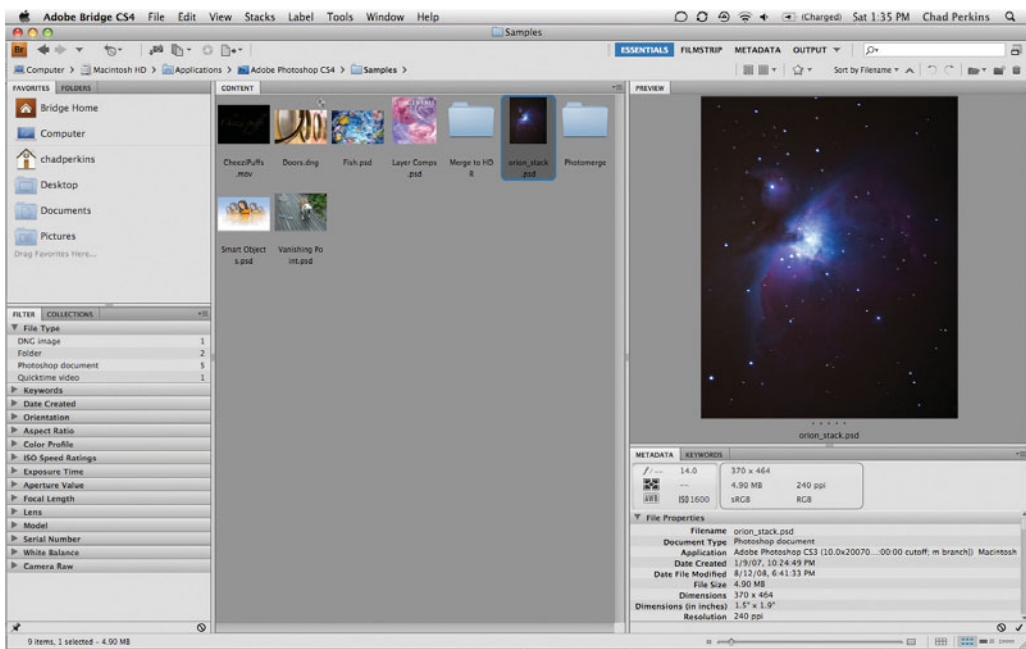 Adobe Bridge CS4 File Edit View Stacks Label Tools Window Help (Charged) Sat 1:35 PM Chad Perkins
Samples
Br ESSENTIALS FILMSTRIP METADATA OUTPUT
Computer > Macintosh HD > Applications > Adobe Photoshop CS4 > Samples > Sort by Filename
FAVORITES FOLDERS
Bridge Home
Computer
chadperkins
Desktop
Documents
Pictures
Drag Favorites Here...
FILTER COLLECTIONS
File Type
DNG image 1
Folder 2
Photoshop document 5
Quicktime video 1
Keywords
Date Created
Orientation
Aspect Ratio
Color Profile
ISO Speed Ratings
Exposure Time
Aperture Value
Focal Length
Lens
Model
Serial Number
White Balance
Camera Raw
9 items, 1 selected - 4.90 MB
CONTENT
CheeziPuffs
.mov
Doors.dng
Fish.psd
Layer Comps
.psd
Merge to HD
R
orion_stack
.psd
Photomerge
Smart Object
s.psd
Vanishing Po
int.psd
PREVIEW
orion_stack.psd
METADATA KEYWORDS
f/-- 14.0
--
AWB ISO 1600
370 x 464
4.90 MB 240 ppi
sRGB RGB
File Properties
Filename orion_stack.psd
Document Type Photoshop document
Application Adobe Photoshop CS3 (10.0x20070...:00:00 cutoff; m branch]) Macintosh
Date Created 1/9/07, 10:24:49 PM
Date File Modified 8/12/08, 6:41:33 PM
File Size 4.90 MB
Dimensions 370 x 464
Dimensions (in inches) 1.5" x 1.9"
Resolution 240 ppi